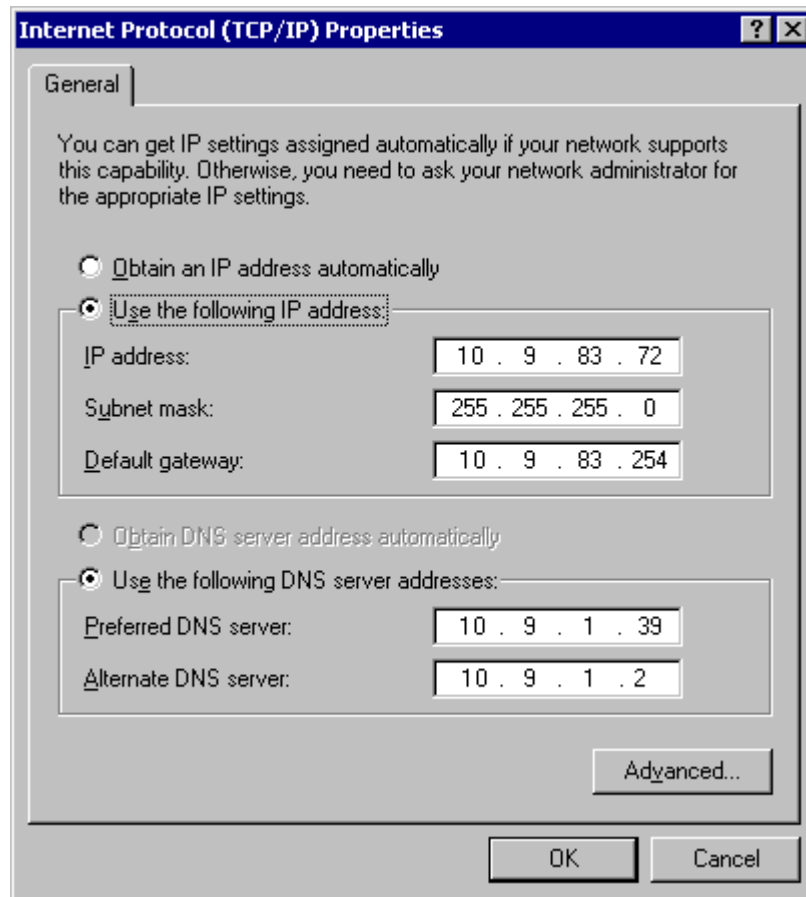 Internet Protocol (TCP/IP) Properties
General
You can get IP settings assigned automatically if your network supports
this capability. Otherwise, you need to ask your network administrator for
the appropriate IP settings.
Obtain an IP address automatically
Use the following IP address:
IP address: 10 . 9 . 83 . 72
Subnet mask: 255 . 255 . 255 . 0
Default gateway: 10 . 9 . 83 . 254
Obtain DNS server address automatically
Use the following DNS server addresses:
Preferred DNS server: 10 . 9 . 1 . 39
Alternate DNS server: 10 . 9 . 1 . 2
Advanced...
OK Cancel